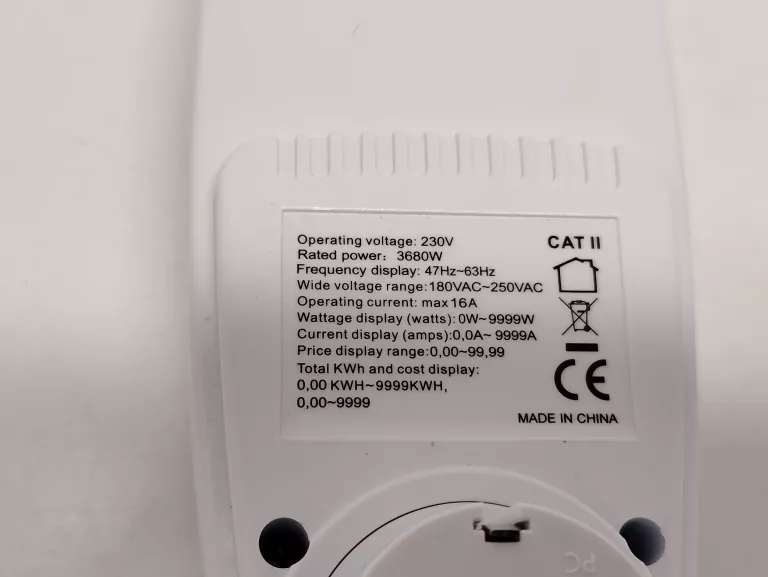 Operating voltage: 230V
Rated power: 3680W
Frequency display: 47Hz~63Hz
Wide voltage range:180VAC~250VAC
Operating current: max16A
Wattage display (watts):0W~9999W
Current display (amps):0,0A~ 9999A
Price display range:0,00~99,99
Total KWh and cost display:
0,00 KWH~9999KWH,
0,00~9999
CAT II
CE
MADE IN CHINA
PC